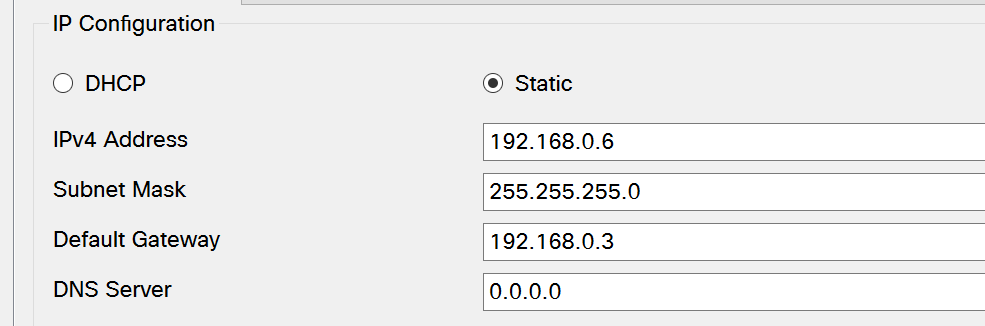 IP Configuration
DHCP Static
IPv4 Address 192.168.0.6
Subnet Mask 255.255.255.0
Default Gateway 192.168.0.3
DNS Server 0.0.0.0